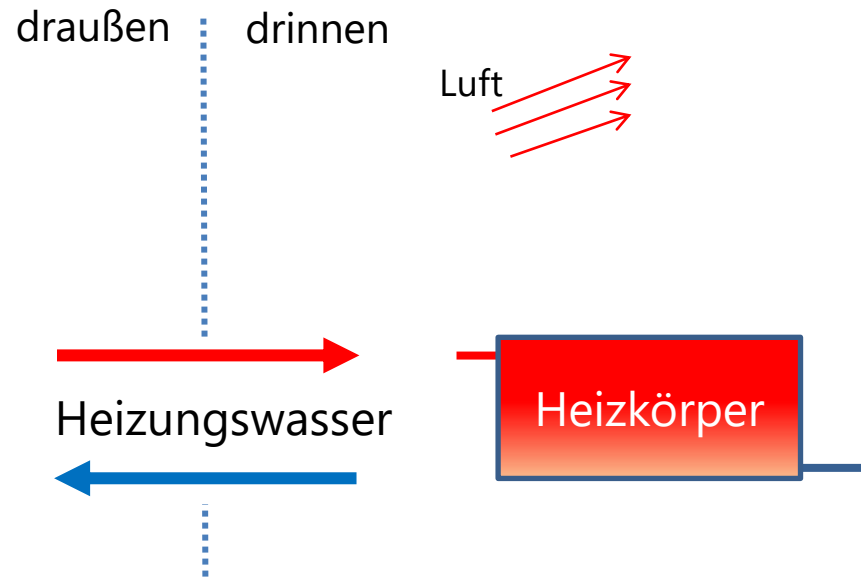 draußen
drinnen
Luft
Heizungswasser
Heizkörper